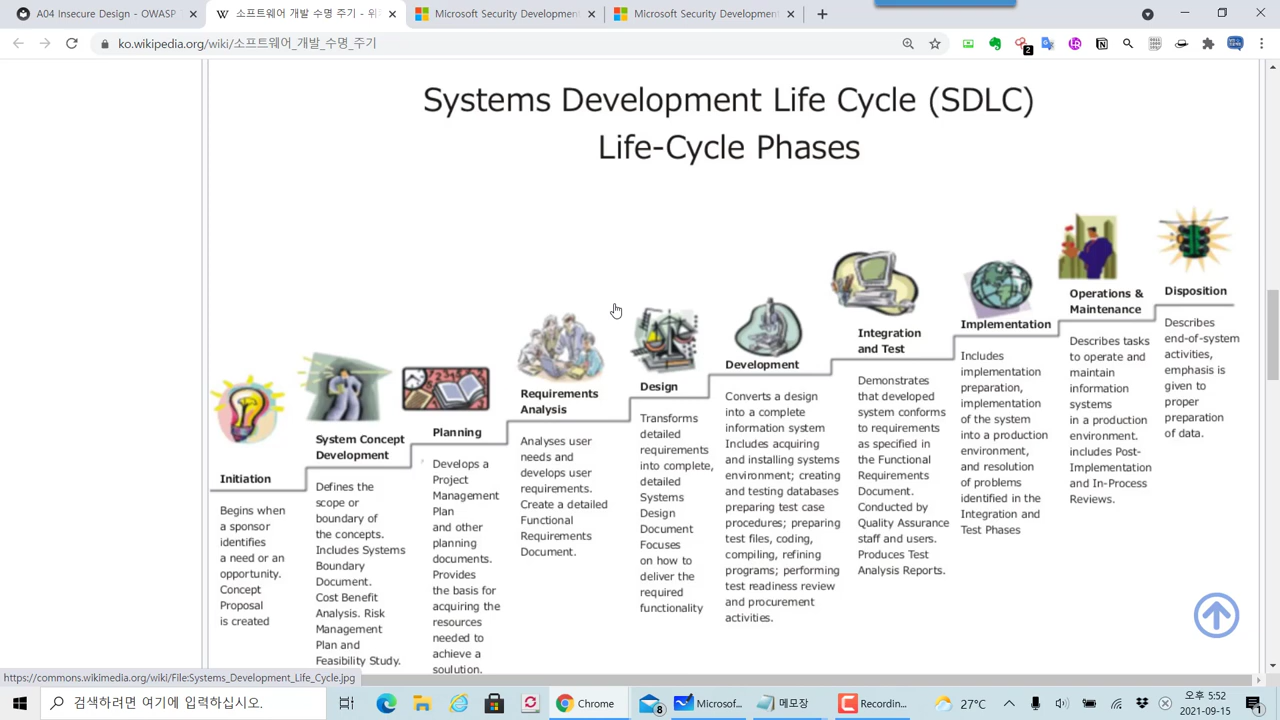 A04 Insecure Design - OWASP
소프트웨어 개발 수명 주기 - 위
Microsoft Security Development
Microsoft Security Development
ko.wikipedia.org/wiki/소프트웨어_개발_수명_주기
2
Systems Development Life Cycle (SDLC)
Life-Cycle Phases
Initiation
Begins when
a sponsor
identifies
a need or an
opportunity.
Concept
Proposal
is created
System Concept
Development
Defines the
scope or
boundary of
the concepts.
Includes Systems
Boundary
Document.
Cost Benefit
Analysis. Risk
Management
Plan and
Feasibility Study.
Planning
Develops a
Project
Management
Plan
and other
planning
documents.
Provides
the basis for
acquiring the
resources
needed to
achieve a
soulution.
Requirements
Analysis
Analyses user
needs and
develops user
requirements.
Create a detailed
Functional
Requirements
Document.
Design
Transforms
detailed
requirements
into complete,
detailed
Systems
Design
Document
Focuses
on how to
deliver the
required
functionality
Development
Converts a design
into a complete
information system
Includes acquiring
and installing systems
environment; creating
and testing databases
preparing test case
procedures; preparing
test files, coding,
compiling, refining
programs; performing
test readiness review
and procurement
activities.
Integration
and Test
Demonstrates
that developed
system conforms
to requirements
as specified in
the Functional
Requirements
Document.
Conducted by
Quality Assurance
staff and users.
Produces Test
Analysis Reports.
Implementation
Includes
implementation
preparation,
implementation
of the system
into a production
environment,
and resolution
of problems
identified in the
Integration and
Test Phases
Operations &
Maintenance
Describes tasks
to operate and
maintain
information
systems
in a production
environment.
includes Post-
Implementation
and In-Process
Reviews.
Disposition
Describes
end-of-system
activities,
emphasis is
given to
proper
preparation
of data.
https://commons.wikimedia.org/wiki/File:Systems_Development_Life_Cycle.jpg
검색하려면 여기에 입력하십시오.
Chrome
8
Microsof...
메모장
Recordin...
27°C
오후 5:52
2021-09-15
1